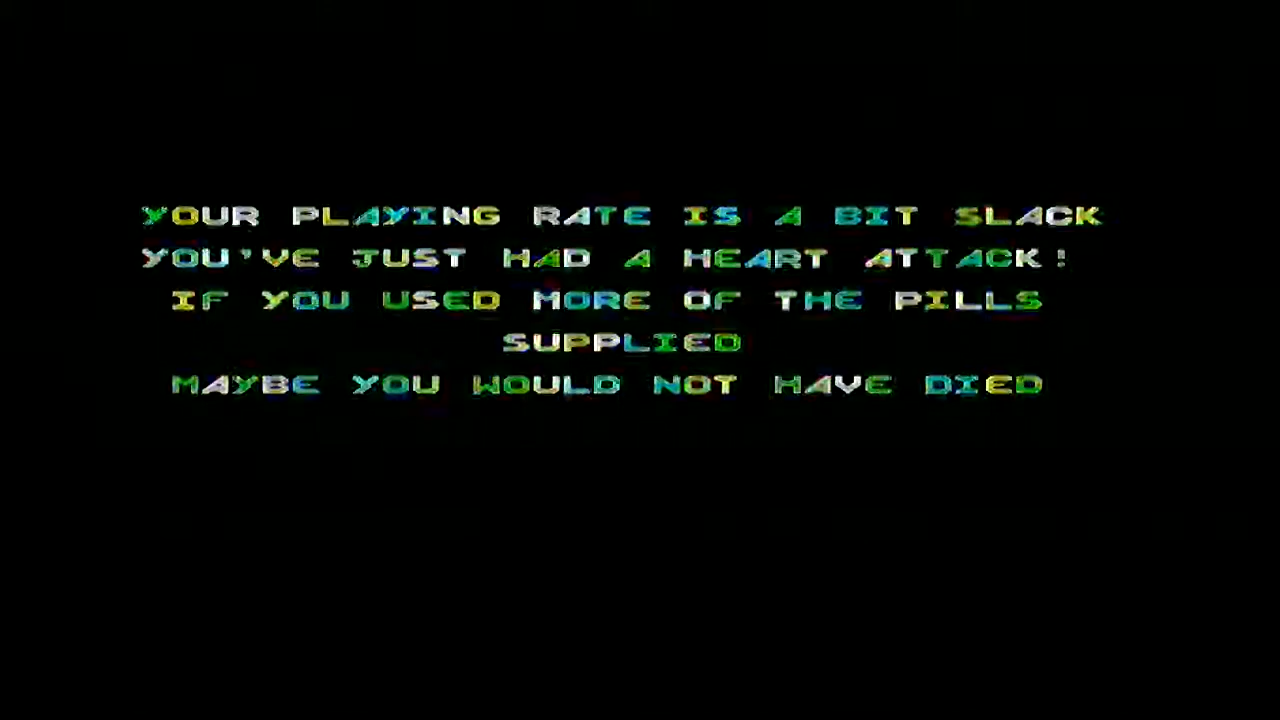 YOUR PLAYING RATE IS A BIT SLACK
YOU'VE JUST HAD A HEART ATTACK!
IF YOU USED MORE OF THE PILLS
SUPPLIED
MAYBE YOU WOULD NOT HAVE DIED